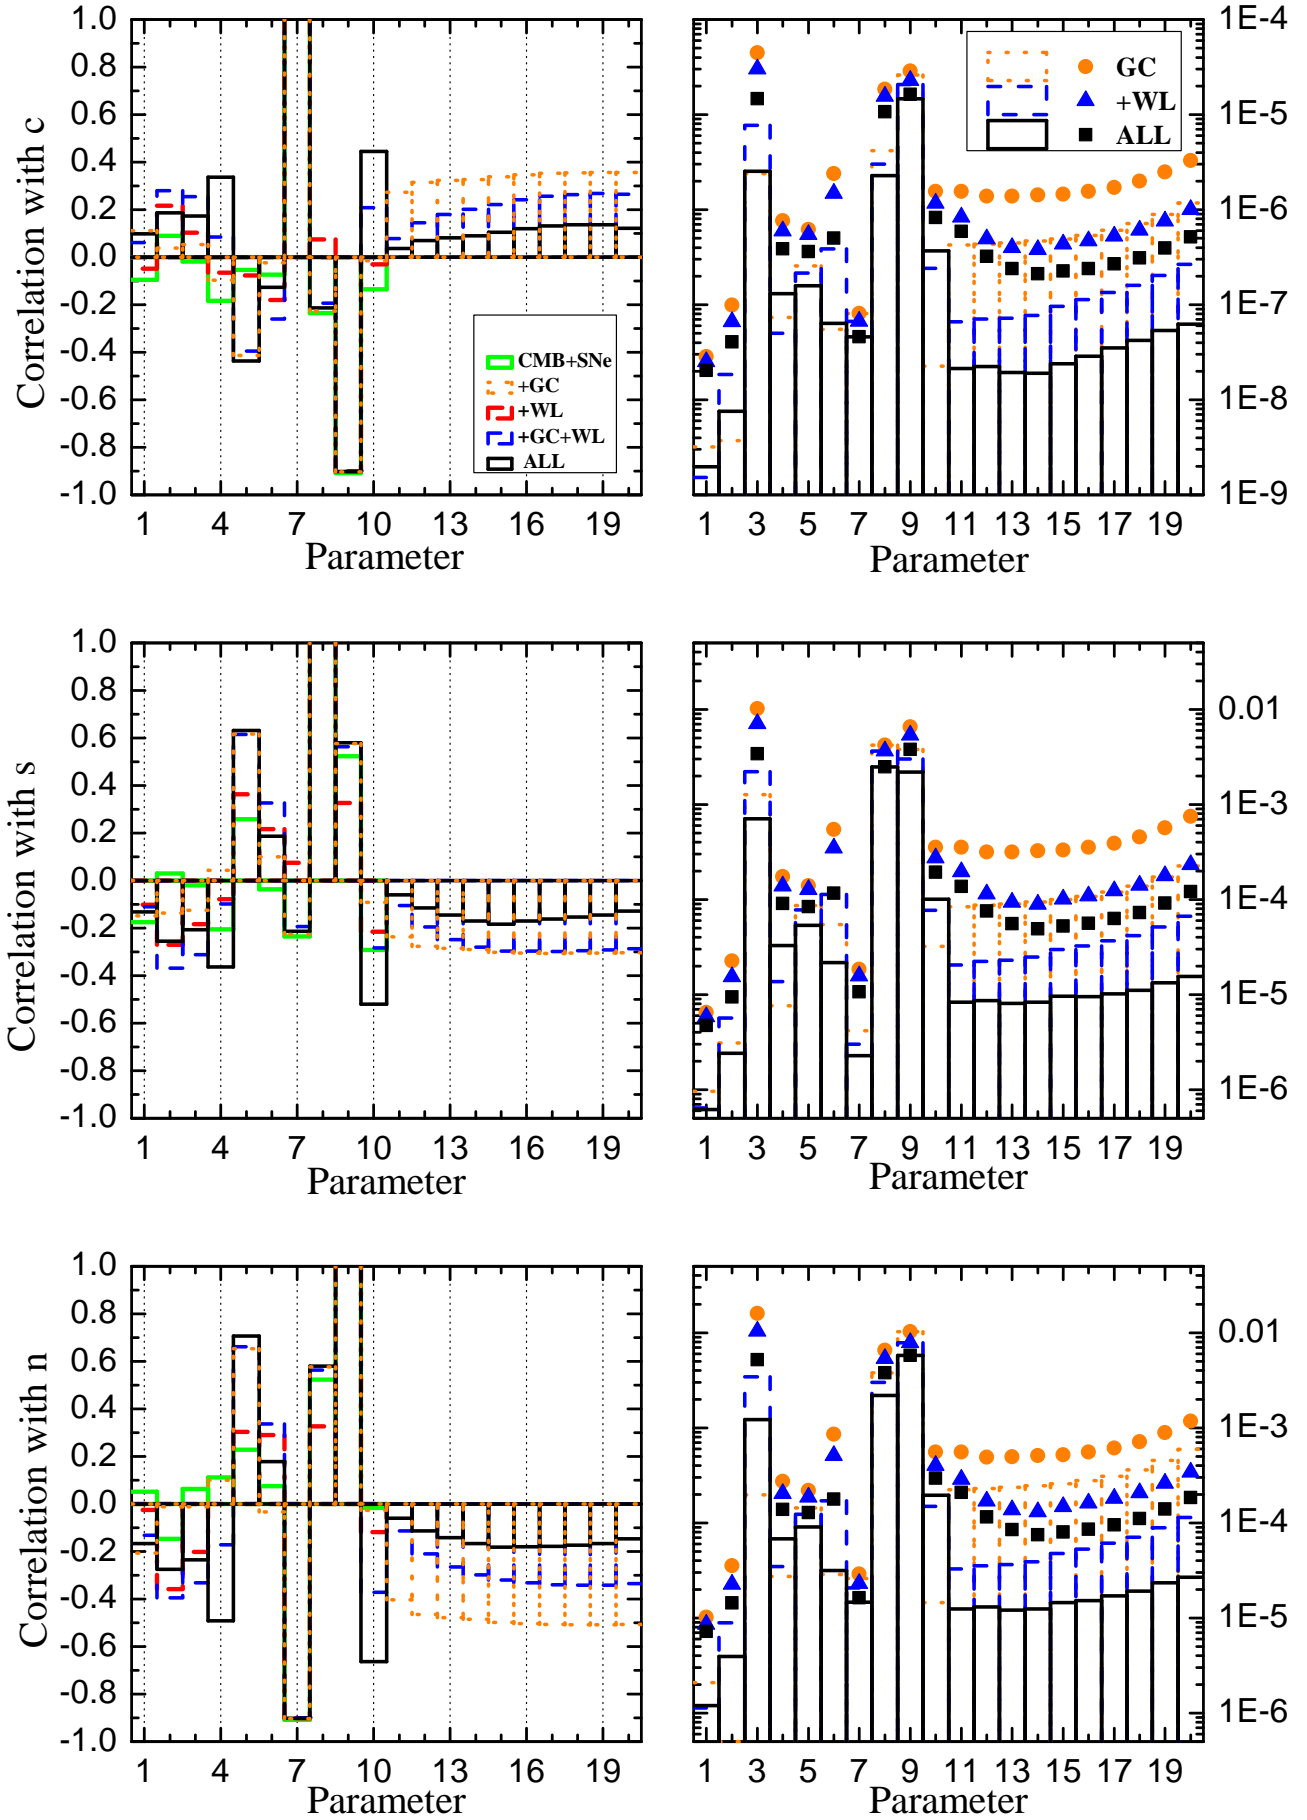 1.0
0.8
0.6
0.4
0.2
0.0
-0.2
-0.4
-0.6
-0.8
-1.0
Correlation with c
CMB+SNe
+GC
+WL
+GC+WL
ALL
1 4 7 10 13 16 19
Parameter
GC
+WL
ALL
1E-4
1E-5
1E-6
1E-7
1E-8
1E-9
1 3 5 7 9 11 13 15 17 19
Parameter
1.0
0.8
0.6
0.4
0.2
0.0
-0.2
-0.4
-0.6
-0.8
-1.0
Correlation with s
1 4 7 10 13 16 19
Parameter
0.01
1E-3
1E-4
1E-5
1E-6
1 3 5 7 9 11 13 15 17 19
Parameter
1.0
0.8
0.6
0.4
0.2
0.0
-0.2
-0.4
-0.6
-0.8
-1.0
Correlation with n
1 4 7 10 13 16 19
Parameter
0.01
1E-3
1E-4
1E-5
1E-6
1 3 5 7 9 11 13 15 17 19
Parameter